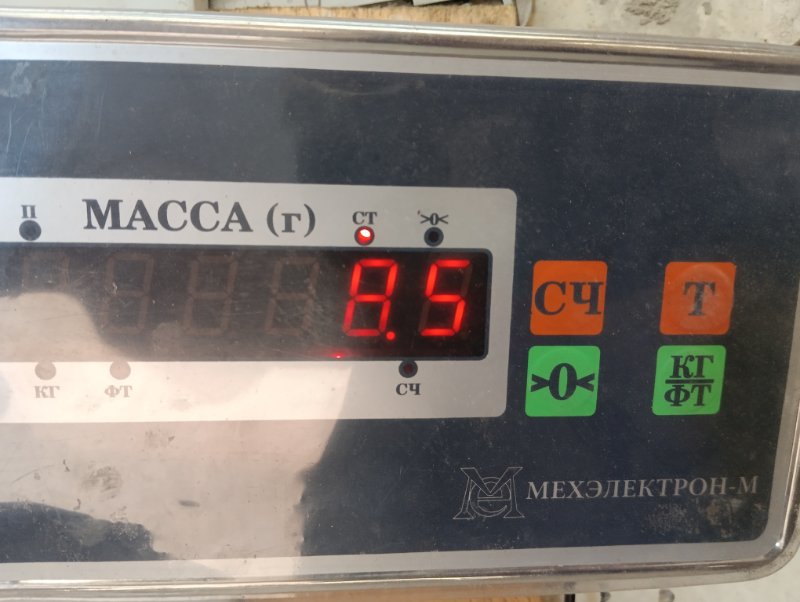 П МАССА (г) СТ >0<
8.5
КГ ФТ СЧ
СЧ Т
>0< КГ/ФТ
МЕХЭЛЕКТРОН-М